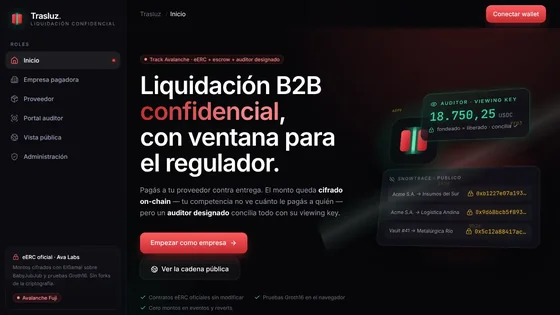 Trasluz.
LIQUIDACIÓN CONFIDENCIAL
Trasluz / Inicio
Conectar wallet
ROLES
Inicio
Empresa pagadora
Proveedor
Portal auditor
Vista pública
Administración
Track Avalanche · eERC + escrow + auditor designado
Liquidación B2B
confidencial,
con ventana para
el regulador.
Pagás a tu proveedor contra entrega. El monto queda cifrado
on-chain — tu competencia no ve cuánto le pagás a quién —
pero un auditor designado concilia todo con su viewing key.
Empezar como empresa →
Ver la cadena pública
Contratos eERC oficiales sin modificar
Pruebas Groth16 en el navegador
Cero montos en eventos y reverts
AUDITOR · VIEWING KEY
18.750,25 USDC
fondeado = liberado · concilia ✓
SNOWTRACE · PÚBLICO
Acme S.A. → Insumos del Sur
0xb1227e07a193…
Acme S.A. → Logística Andina
0x9d68bcb5f893…
Vault #41 → Metalúrgica Río
0x5c12a88417ac…
eERC oficial · Ava Labs
Montos cifrados con ElGamal sobre
BabyJubJub y pruebas Groth16. Sin forks
de la criptografía.
Avalanche Fuji